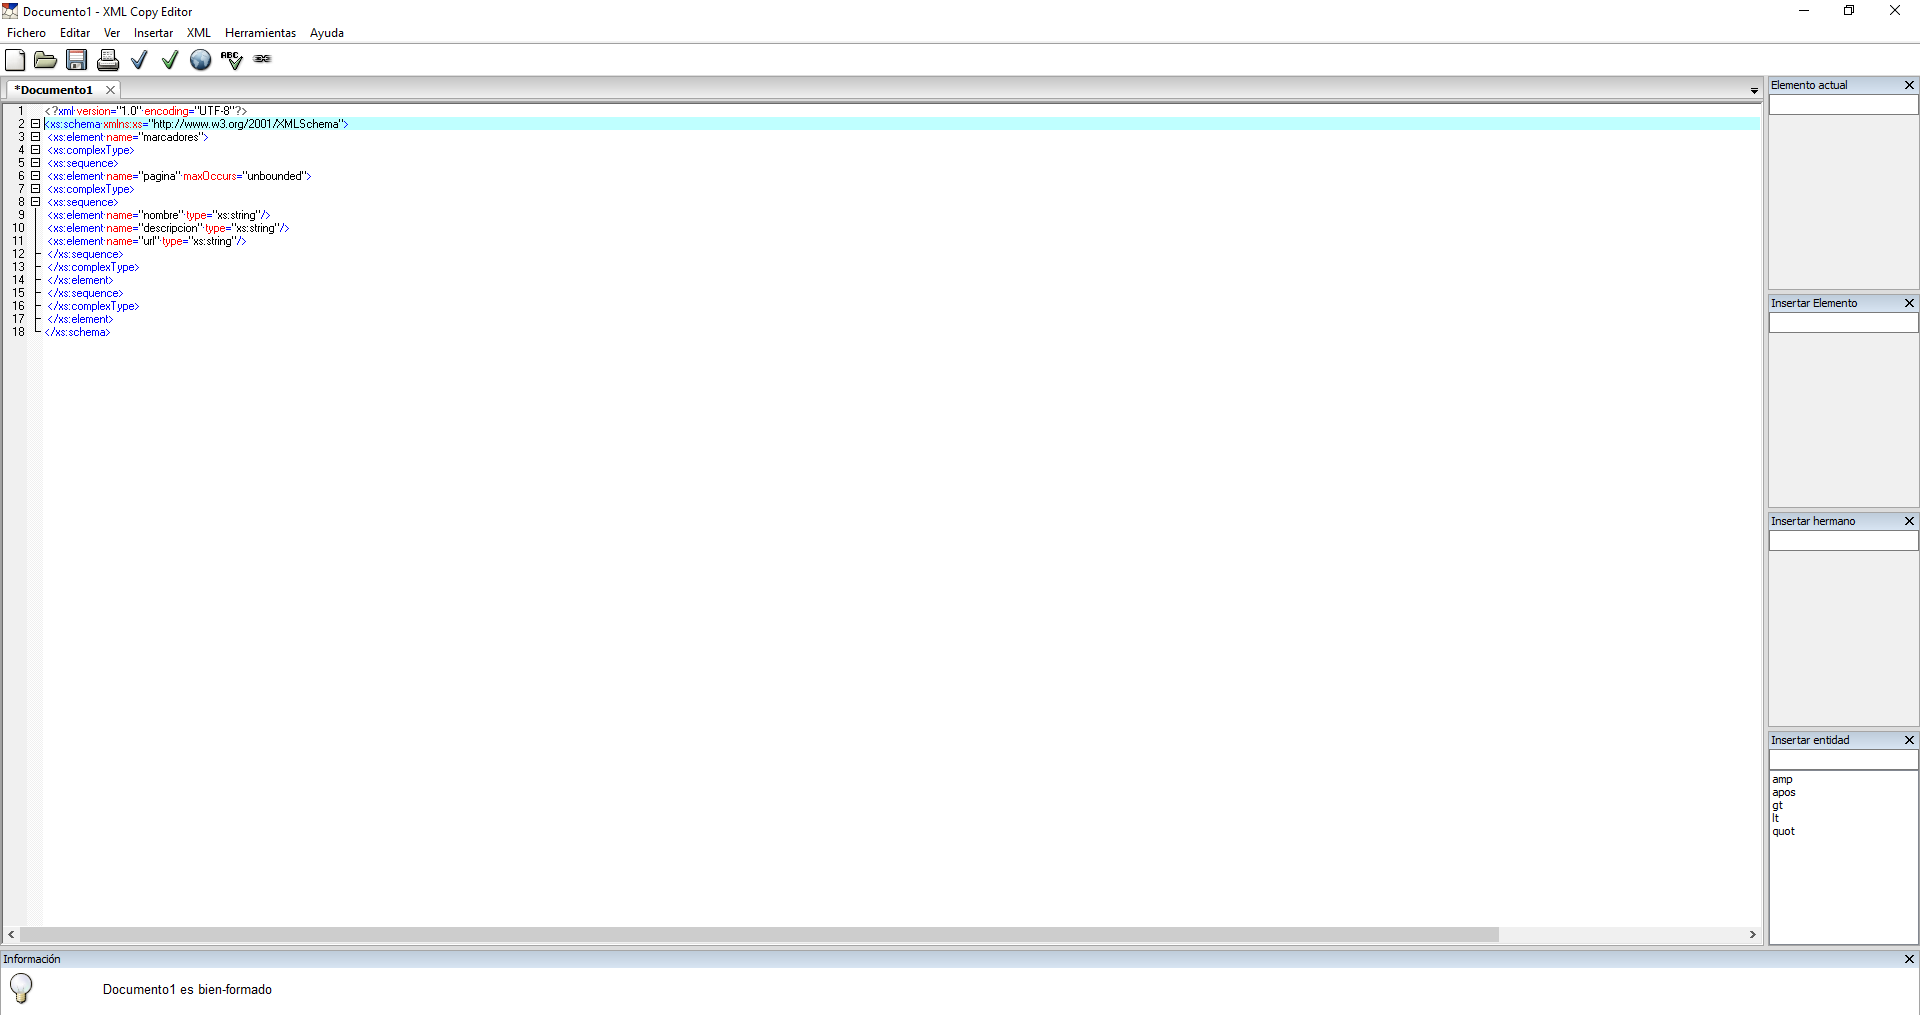 Documento1 - XML Copy Editor
Fichero Editar Ver Insertar XML Herramientas Ayuda
ABC
*Documento1
1 <?xml version="1.0" encoding="UTF-8"?>
2 <xs:schema xmlns:xs="http://www.w3.org/2001/XMLSchema">
3 <xs:element name="marcadores">
4 <xs:complexType>
5 <xs:sequence>
6 <xs:element name="pagina" maxOccurs="unbounded">
7 <xs:complexType>
8 <xs:sequence>
9 <xs:element name="nombre" type="xs:string"/>
10 <xs:element name="descripcion" type="xs:string"/>
11 <xs:element name="url" type="xs:string"/>
12 </xs:sequence>
13 </xs:complexType>
14 </xs:element>
15 </xs:sequence>
16 </xs:complexType>
17 </xs:element>
18 </xs:schema>
Elemento actual
Insertar Elemento
Insertar hermano
Insertar entidad
amp
apos
gt
lt
quot
Información
Documento1 es bien-formado